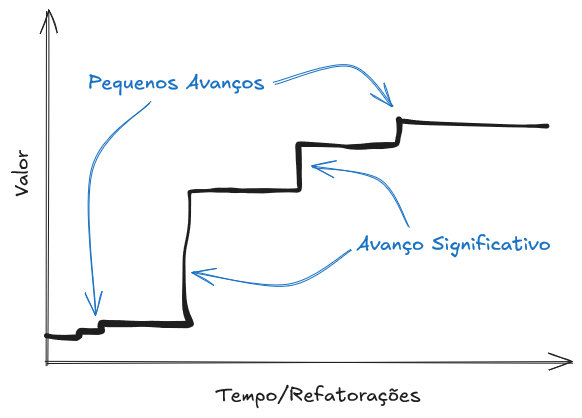 Pequenos Avanços
Valor
Avanço Significativo
Tempo/Refatorações